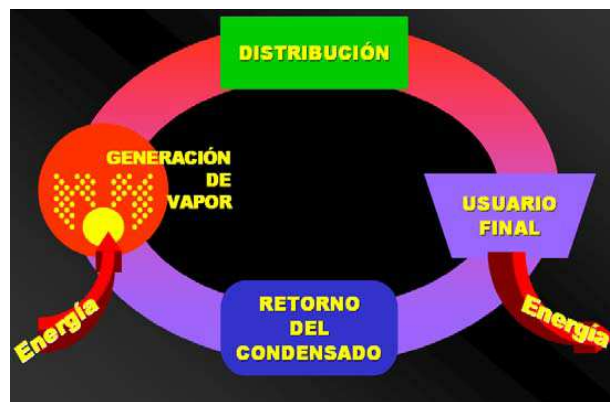 DISTRIBUCIÓN
GENERACIÓN
DE
VAPOR
USUARIO
FINAL
RETORNO
DEL
CONDENSADO
Energía
Energía